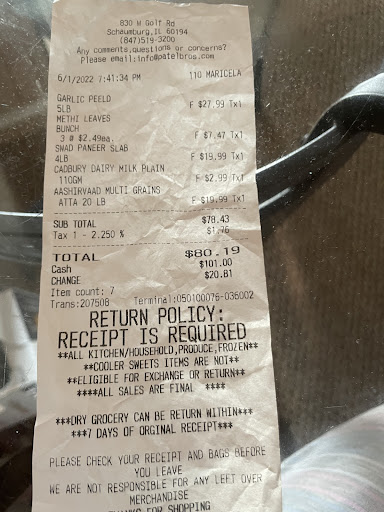 830 W Golf Rd
Schaumburg, IL 60194
(847)519-3200
Any comments,questions or concerns?
Please email:info@patelbros.com
6/1/2022 7:41:34 PM 110 MARICELA
GARLIC PEELD
5LB F $27.99 Tx1
METHI LEAVES
BUNCH
3 @ $2.49ea. F $7.47 Tx1
SWAD PANEER SLAB
4LB F $19.99 Tx1
CADBURY DAIRY MILK PLAIN
110GM F $2.99 Tx1
AASHIRVAAD MULTI GRAINS
ATTA 20 LB F $19.99 Tx1
SUB TOTAL $78.43
Tax 1 - 2.250 % $1.76
TOTAL $80.19
Cash $101.00
CHANGE $20.81
Item count: 7
Trans:207508 Terminal:050100076-036002
RETURN POLICY:
RECEIPT IS REQUIRED
**ALL KITCHEN/HOUSEHOLD,PRODUCE,FROZEN**
**COOLER SWEETS ITEMS ARE NOT**
**ELIGIBLE FOR EXCHANGE OR RETURN**
****ALL SALES ARE FINAL ****
***DRY GROCERY CAN BE RETURN WITHIN***
***7 DAYS OF ORGINAL RECEIPT***
PLEASE CHECK YOUR RECEIPT AND BAGS BEFORE
YOU LEAVE
WE ARE NOT RESPONSIBLE FOR ANY LEFT OVER
MERCHANDISE
THANKS FOR SHOPPING